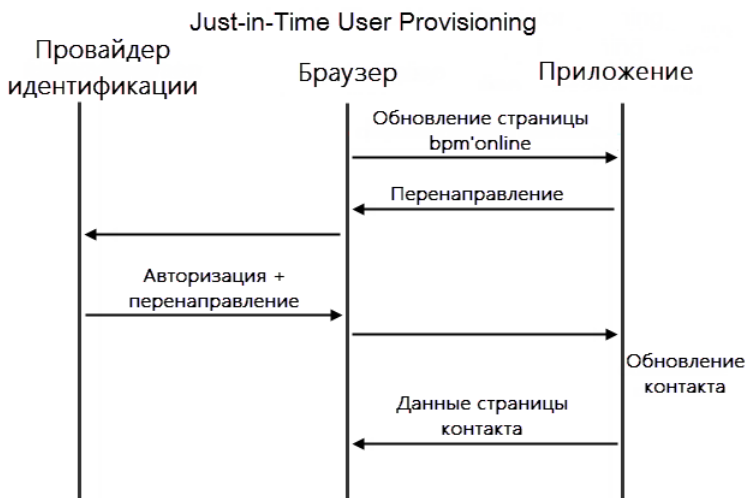 Just-in-Time User Provisioning
Провайдер
идентификации
Браузер
Приложение
Обновление страницы
bpm'online
Перенаправление
Авторизация +
перенаправление
Обновление
контакта
Данные страницы
контакта